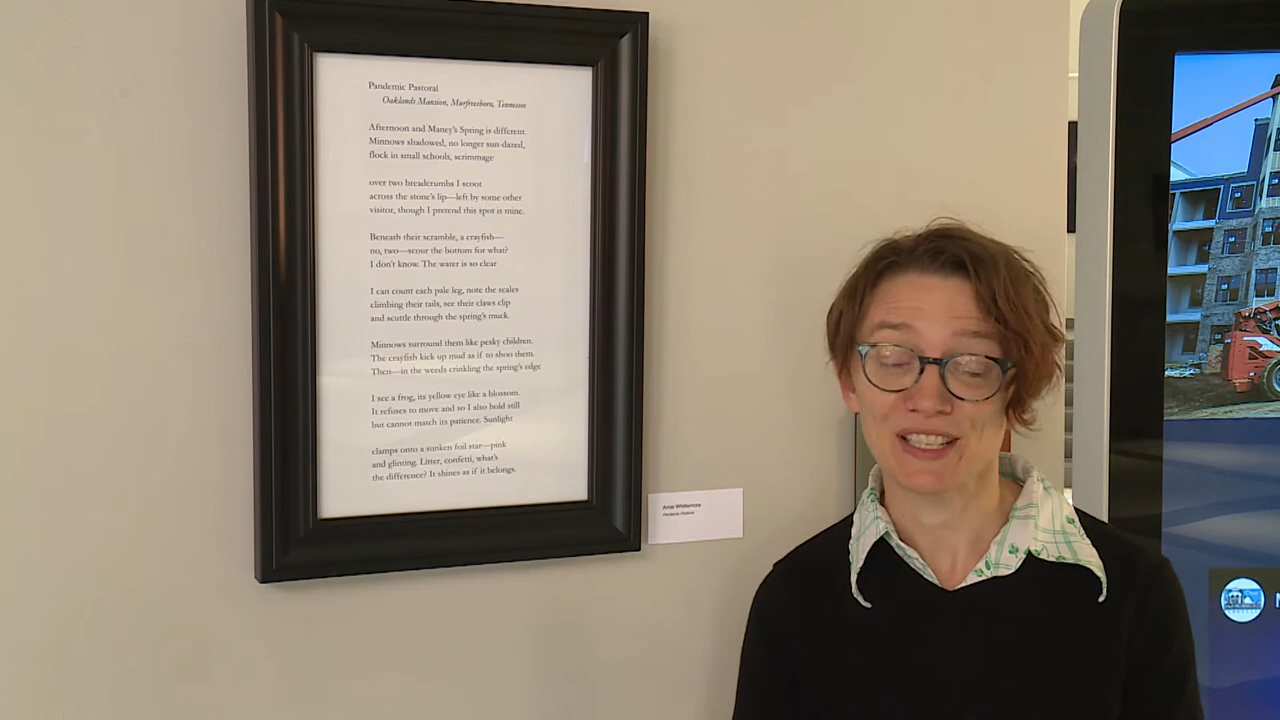 Pandemic Pastoral
Oaklands Mansion, Murfreesboro, Tennessee
Afternoon and Maney's Spring is different.
Minnows shadowed, no longer sun-dazed,
flock in small schools, scrimmage
over two breadcrumbs I scoot
across the stone's lip—left by some other
visitor, though I pretend this spot is mine.
Beneath their scramble, a crayfish—
no, two—scour the bottom for what?
I don't know. The water is so clear
I can count each pale leg, note the scales
climbing their tails, see their claws clip
and scuttle through the spring's muck.
Minnows surround them like pesky children.
The crayfish kick up mud as if to shoo them.
Then—in the weeds crinkling the spring's edge
I see a frog, its yellow eye like a blossom.
It refuses to move and so I also hold still
but cannot match its patience. Sunlight
clamps onto a sunken foil star—pink
and glinting. Litter, confetti, what's
the difference? It shines as if it belongs.
Amie Whittemore
Pandemic Pastoral